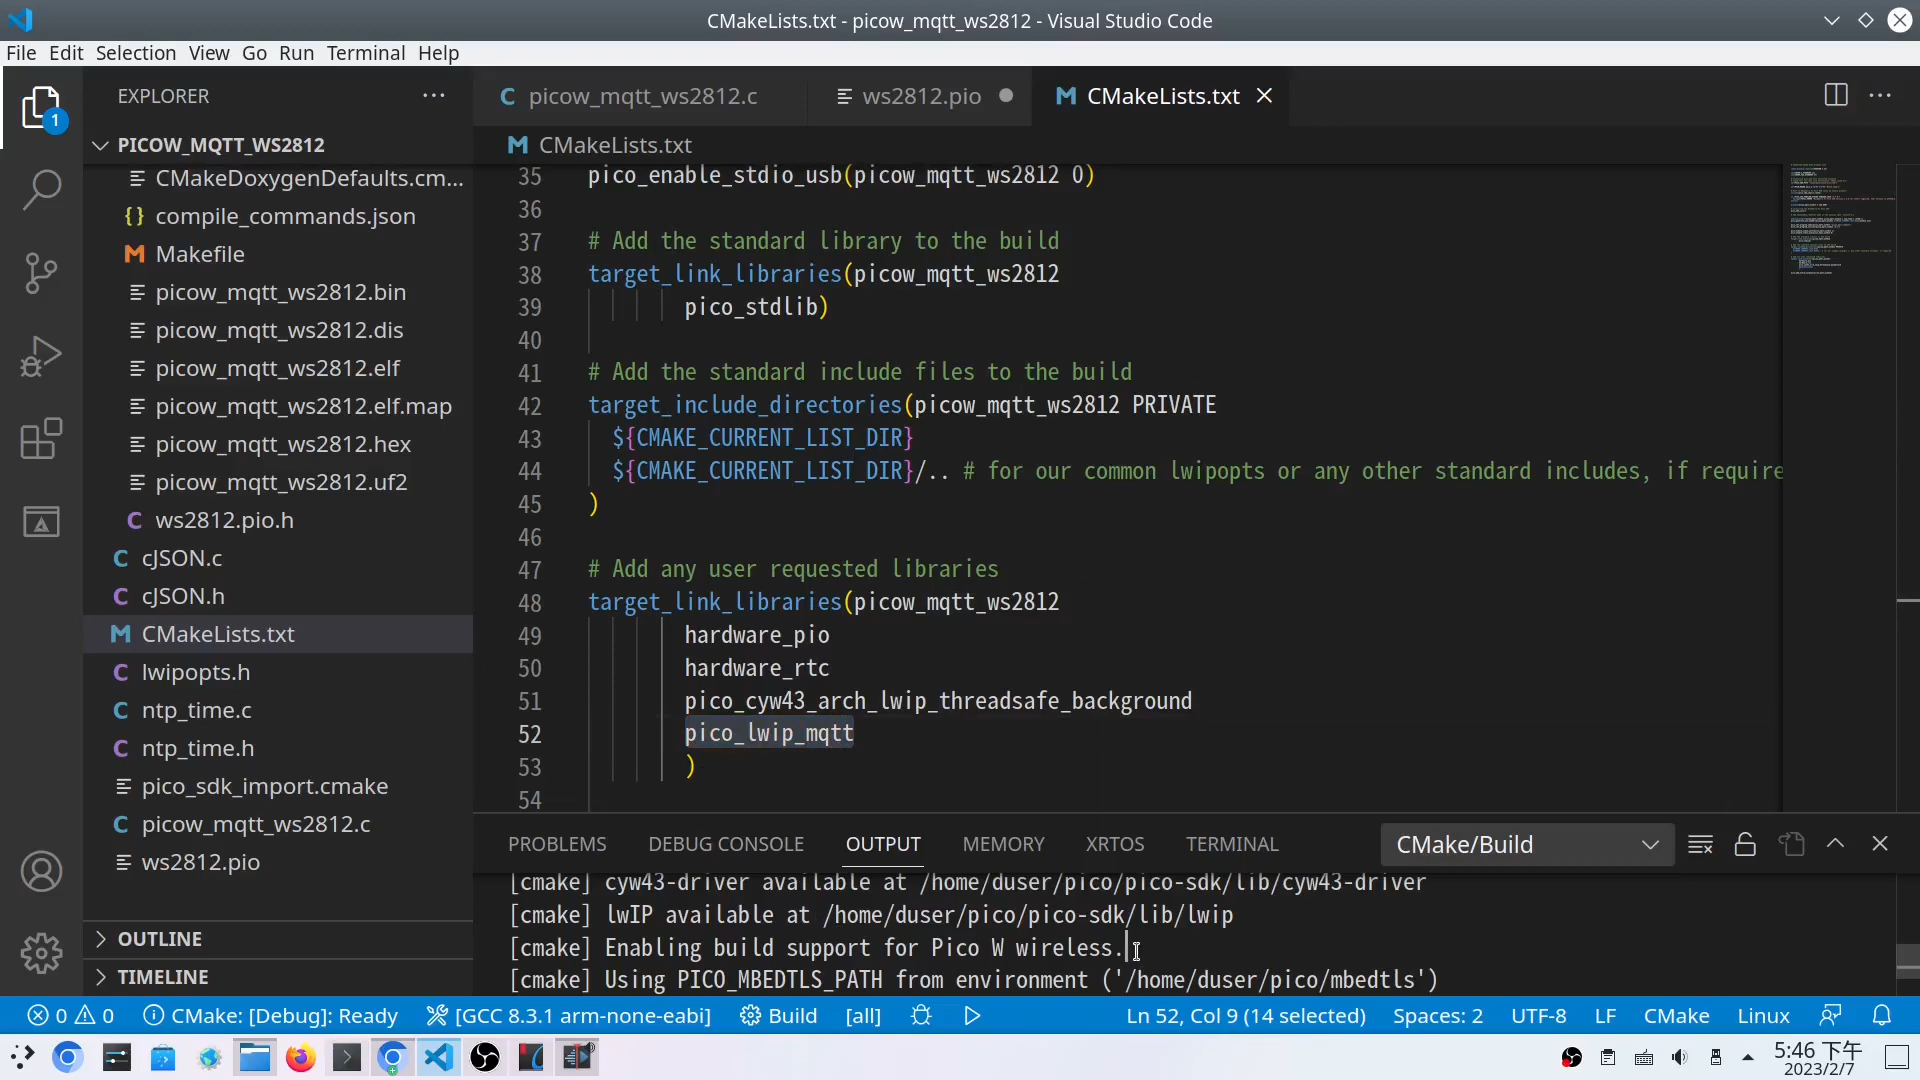 CMakeLists.txt - picow_mqtt_ws2812 - Visual Studio Code
File Edit Selection View Go Run Terminal Help
1
EXPLORER
PICOW_MQTT_WS2812
CMakeDoxygenDefaults.cm...
compile_commands.json
Makefile
picow_mqtt_ws2812.bin
picow_mqtt_ws2812.dis
picow_mqtt_ws2812.elf
picow_mqtt_ws2812.elf.map
picow_mqtt_ws2812.hex
picow_mqtt_ws2812.uf2
ws2812.pio.h
cJSON.c
cJSON.h
CMakeLists.txt
lwipopts.h
ntp_time.c
ntp_time.h
pico_sdk_import.cmake
picow_mqtt_ws2812.c
ws2812.pio
OUTLINE
TIMELINE
picow_mqtt_ws2812.c ws2812.pio CMakeLists.txt
CMakeLists.txt
35 pico_enable_stdio_usb(picow_mqtt_ws2812 0)
36
37 # Add the standard library to the build
38 target_link_libraries(picow_mqtt_ws2812
39 pico_stdlib)
40
41 # Add the standard include files to the build
42 target_include_directories(picow_mqtt_ws2812 PRIVATE
43 ${CMAKE_CURRENT_LIST_DIR}
44 ${CMAKE_CURRENT_LIST_DIR}/.. # for our common lwipopts or any other standard includes, if require
45 )
46
47 # Add any user requested libraries
48 target_link_libraries(picow_mqtt_ws2812
49 hardware_pio
50 hardware_rtc
51 pico_cyw43_arch_lwip_threadsafe_background
52 pico_lwip_mqtt
53 )
54
PROBLEMS DEBUG CONSOLE OUTPUT MEMORY XRTOS TERMINAL CMake/Build
[cmake] cyw43-driver available at /home/duser/pico/pico-sdk/lib/cyw43-driver
[cmake] lwIP available at /home/duser/pico/pico-sdk/lib/lwip
[cmake] Enabling build support for Pico W wireless.
[cmake] Using PICO_MBEDTLS_PATH from environment ('/home/duser/pico/mbedtls')
0 0 CMake: [Debug]: Ready [GCC 8.3.1 arm-none-eabi] Build [all] Ln 52, Col 9 (14 selected) Spaces: 2 UTF-8 LF CMake Linux
5:46 下午
2023/2/7